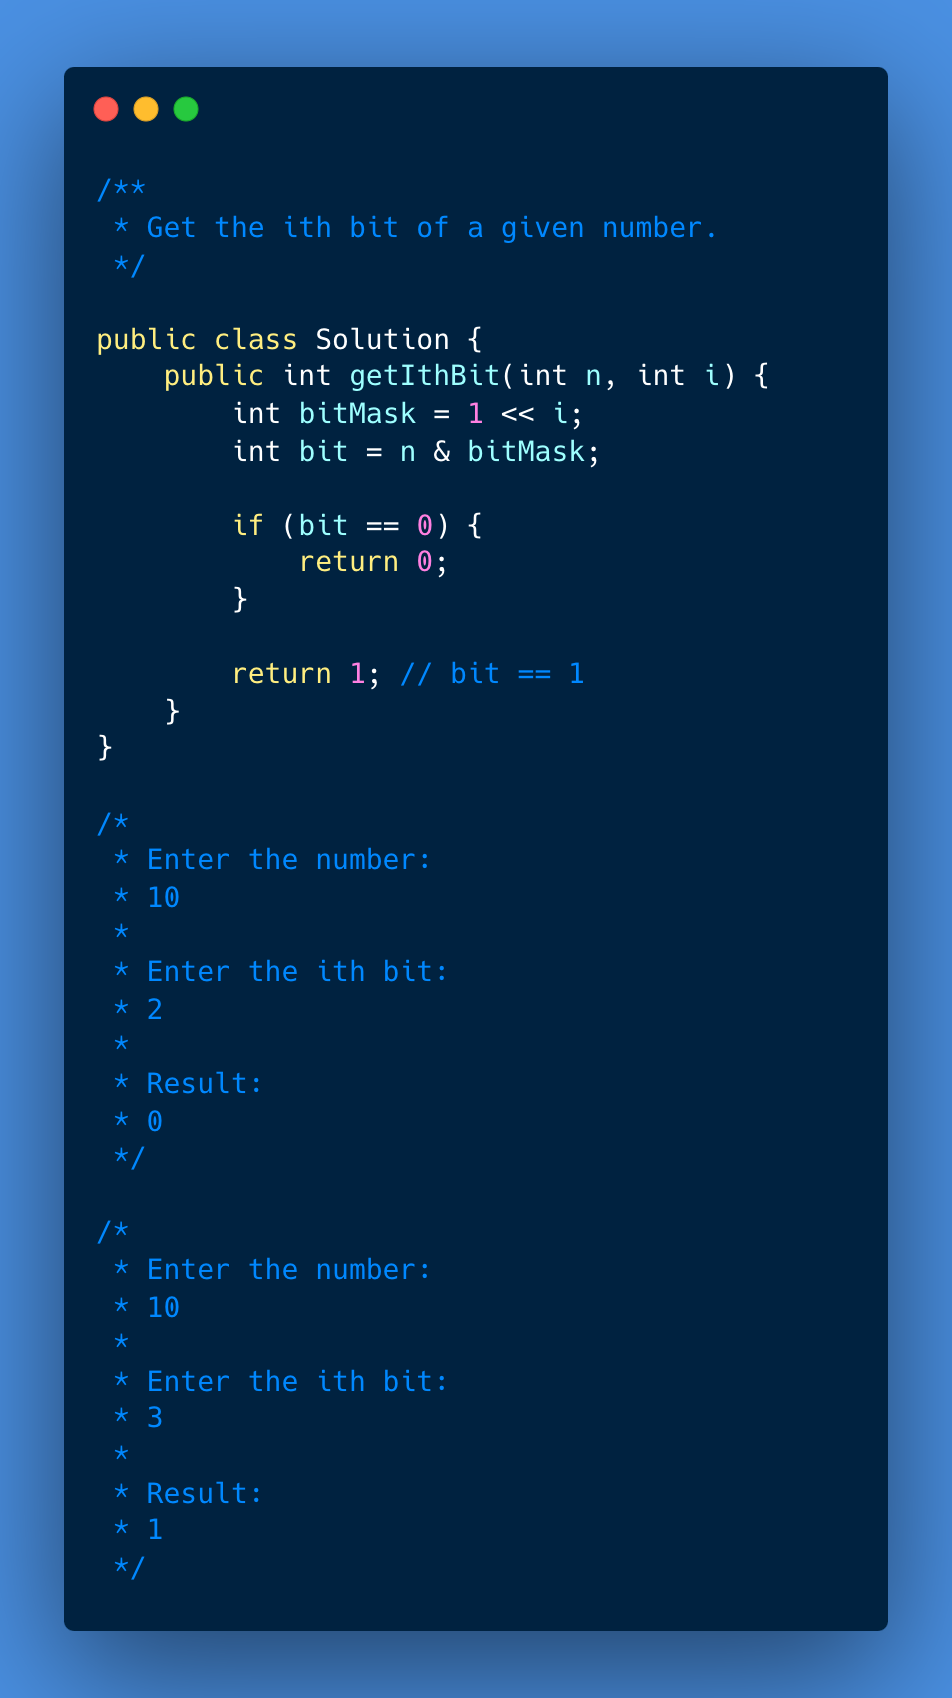 /**
 * Get the ith bit of a given number.
 */

public class Solution {
    public int getIthBit(int n, int i) {
        int bitMask = 1 << i;
        int bit = n & bitMask;

        if (bit == 0) {
            return 0;
        }

        return 1; // bit == 1
    }
}

/*
 * Enter the number:
 * 10
 *
 * Enter the ith bit:
 * 2
 *
 * Result:
 * 0
 */

/*
 * Enter the number:
 * 10
 *
 * Enter the ith bit:
 * 3
 *
 * Result:
 * 1
 */